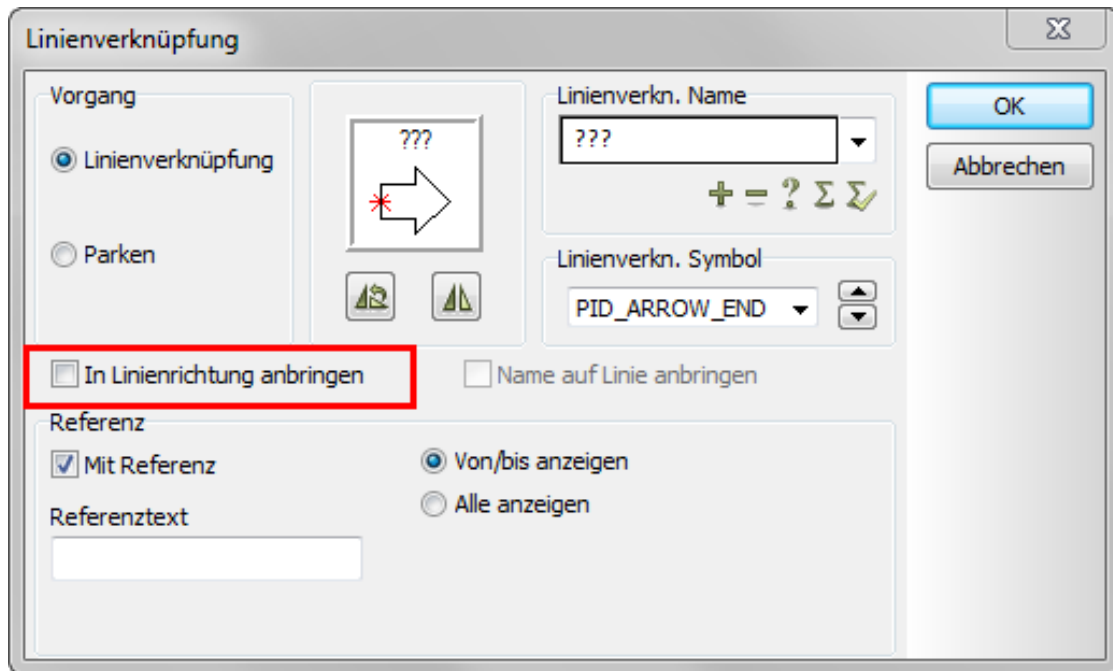 Linienverknüpfung
Vorgang
Linienverknüpfung
Parken
???
Linienverkn. Name
???
Linienverkn. Symbol
PID_ARROW_END
OK
Abbrechen
In Linienrichtung anbringen
Name auf Linie anbringen
Referenz
Mit Referenz
Von/bis anzeigen
Alle anzeigen
Referenztext